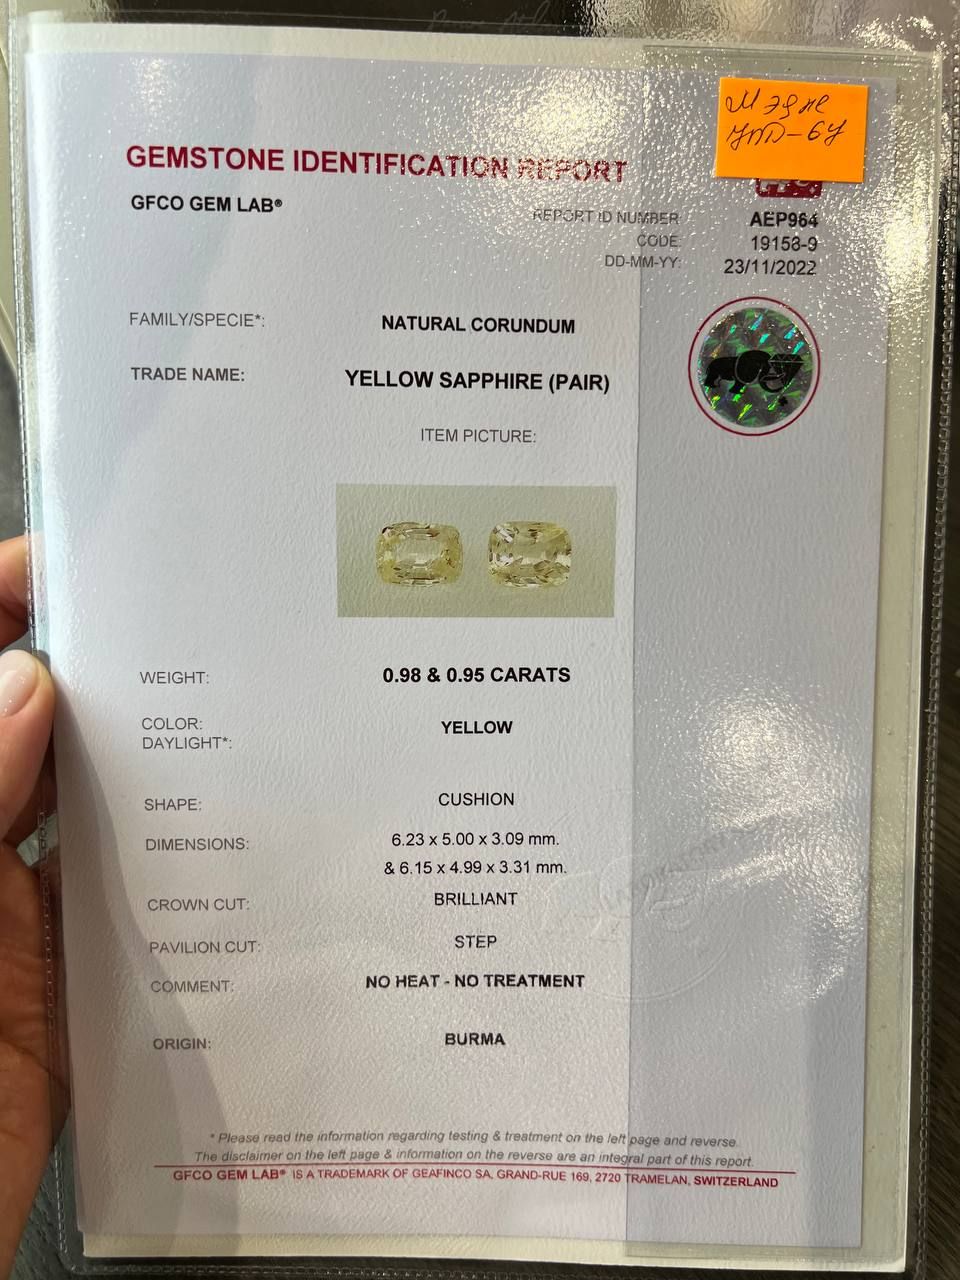 GEMSTONE IDENTIFICATION REPORT
GFCO GEM LAB®
REPORT ID NUMBER: AEP964
CODE: 19158-9
DD-MM-YY: 23/11/2022
FAMILY/SPECIE*: NATURAL CORUNDUM
TRADE NAME: YELLOW SAPPHIRE (PAIR)
ITEM PICTURE:
WEIGHT: 0.98 & 0.95 CARATS
COLOR:
DAYLIGHT*: YELLOW
SHAPE: CUSHION
DIMENSIONS: 6.23 x 5.00 x 3.09 mm.
& 6.15 x 4.99 x 3.31 mm.
CROWN CUT: BRILLIANT
PAVILION CUT: STEP
COMMENT: NO HEAT - NO TREATMENT
ORIGIN: BURMA
* Please read the information regarding testing & treatment on the left page and reverse.
The disclaimer on the left page & information on the reverse are an integral part of this report.
GFCO GEM LAB® IS A TRADEMARK OF GEAFINCO SA, GRAND-RUE 169, 2720 TRAMELAN, SWITZERLAND